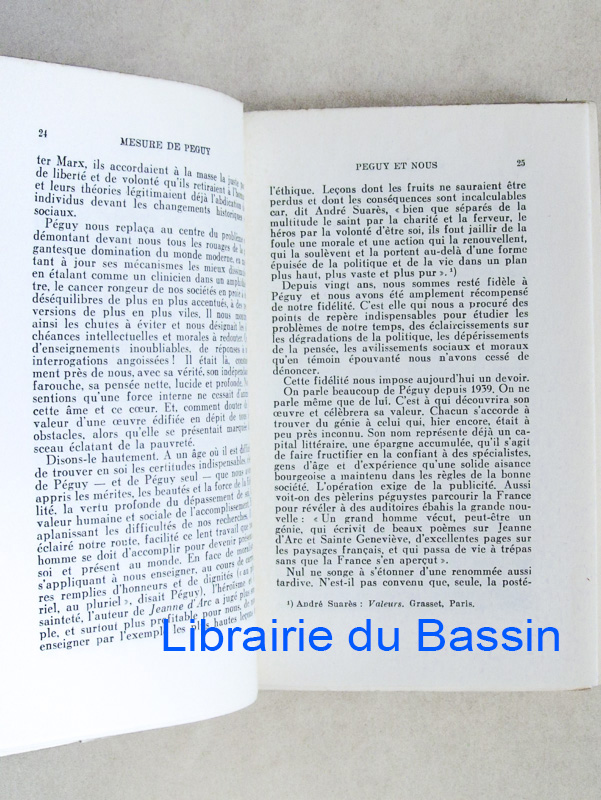 24
MESURE DE PEGUY
ter Marx, ils accordaient à la masse la juste
de liberté et de volonté qu'ils retiraient à l'hom
et leurs théories légitimaient déjà l'abdication
individus devant les changements historiques
sociaux.
Péguy nous replaça au centre du problème
démontant devant nous tous les rouages de la
gantesque domination du monde moderne,
tant à jour ses mécanismes les mieux dissimu
en étalant comme un clinicien dans un amphithé
tre, le cancer rongeur de nos sociétés en
déséquilibres de plus en plus accentués, à
versions de plus en plus viles. Il nous
ainsi les chutes à éviter et nous désignait les
chéances intellectuelles et morales à redouter
d'enseignements inoubliables, de réponses
interrogations angoissées ! Il était là, comme
ment près de nous, avec sa vérité, son indépen
farouche, sa pensée nette, lucide et profonde. N
sentions qu'une force interne ne cessait d'
cette âme et ce cœur. Et, comment douter
valeur d'une œuvre édifiée en dépit de
obstacles, alors qu'elle se présentait marquée
sceau éclatant de la pauvreté.
Disons-le hautement. A un âge où il est diffi
de trouver en soi les certitudes indispensables,
de Péguy — et de Péguy seul — que nous
appris les mérites, les beautés et la force de la
lité, la vertu profonde du dépassement de
valeur humaine et sociale de l'accomplissement
aplanissant les difficultés de nos recherches,
éclairé notre route, facilité ce lent travail que
homme se doit d'accomplir pour devenir présent
soi et présent au monde. En face de morali
s'appliquant à nous enseigner, au cours de
res remplies d'honneurs et de dignités (« au
riel, au pluriel », disait Péguy), l'héroïsme et
sainteté, l'auteur de Jeanne d'Arc a plus
ple, et surtout plus profitable pour nous, de
enseigner par l'exemple les plus hautes leçons
PEGUY ET NOUS
25
l'éthique. Leçons dont les fruits ne sauraient être
perdus et dont les conséquences sont incalculables
car, dit André Suarès, « bien que séparés de la
multitude le saint par la charité et la ferveur, le
héros par la volonté d'être soi, ils font jaillir de la
foule une morale et une action qui la renouvellent,
qui la soulèvent et la portent au-delà d'une forme
épuisée de la politique et de la vie dans un plan
plus haut, plus vaste et plus pur ». ¹)
Depuis vingt ans, nous sommes resté fidèle à
Péguy et nous avons été amplement récompensé
de notre fidélité. C'est elle qui nous a procuré des
points de repère indispensables pour étudier les
problèmes de notre temps, des éclaircissements sur
les dégradations de la politique, les dépérissements
de la pensée, les avilissements sociaux et moraux
qu'en témoin épouvanté nous n'avons cessé de
dénoncer.
Cette fidélité nous impose aujourd'hui un devoir.
On parle beaucoup de Péguy depuis 1939. On ne
parle même que de lui. C'est à qui découvrira son
œuvre et célèbrera sa valeur. Chacun s'accorde à
trouver du génie à celui qui, hier encore, était à
peu près inconnu. Son nom représente déjà un ca-
pital littéraire, une épargne accumulée, qu'il s'agit
de faire fructifier en la confiant à des spécialistes,
gens d'âge et d'expérience qu'une solide aisance
bourgeoise a maintenu dans les règles de la bonne
société. L'opération exige de la publicité. Aussi
voit-on des pèlerins péguystes parcourir la France
pour révéler à des auditoires ébahis la grande nou-
velle : « Un grand homme vécut, peut-être un
génie, qui écrivit de beaux poèmes sur Jeanne
d'Arc et Sainte Geneviève, d'excellentes pages sur
les paysages français, et qui passa de vie à trépas
sans que la France s'en aperçut ».
Nul ne songe à s'étonner d'une renommée aussi
tardive. N'est-il pas convenu que, seule, la posté-
¹) André Suarès : Valeurs. Grasset, Paris.
Librairie du Bassin